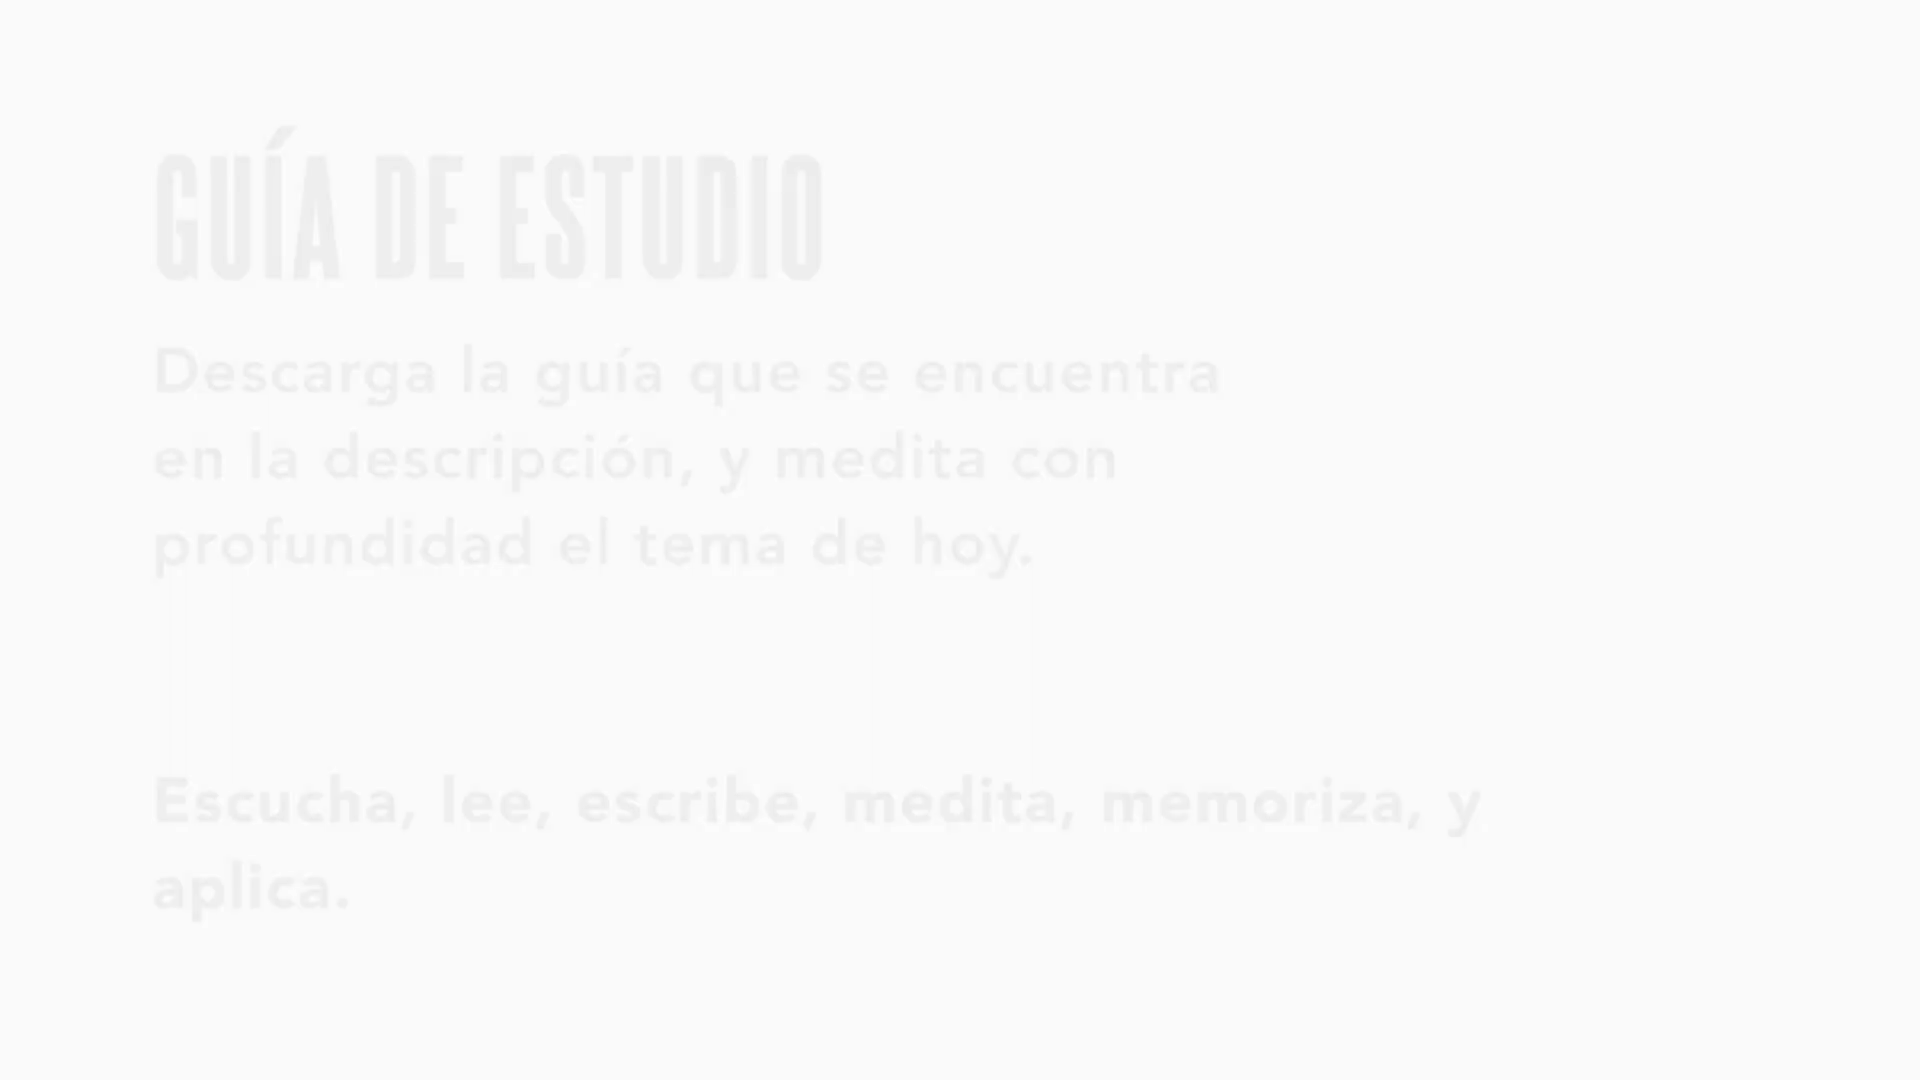 GUÍA DE ESTUDIO
Descarga la guía que se encuentra
en la descripción, y medita con
profundidad el tema de hoy.
Escucha, lee, escribe, medita, memoriza, y
aplica.